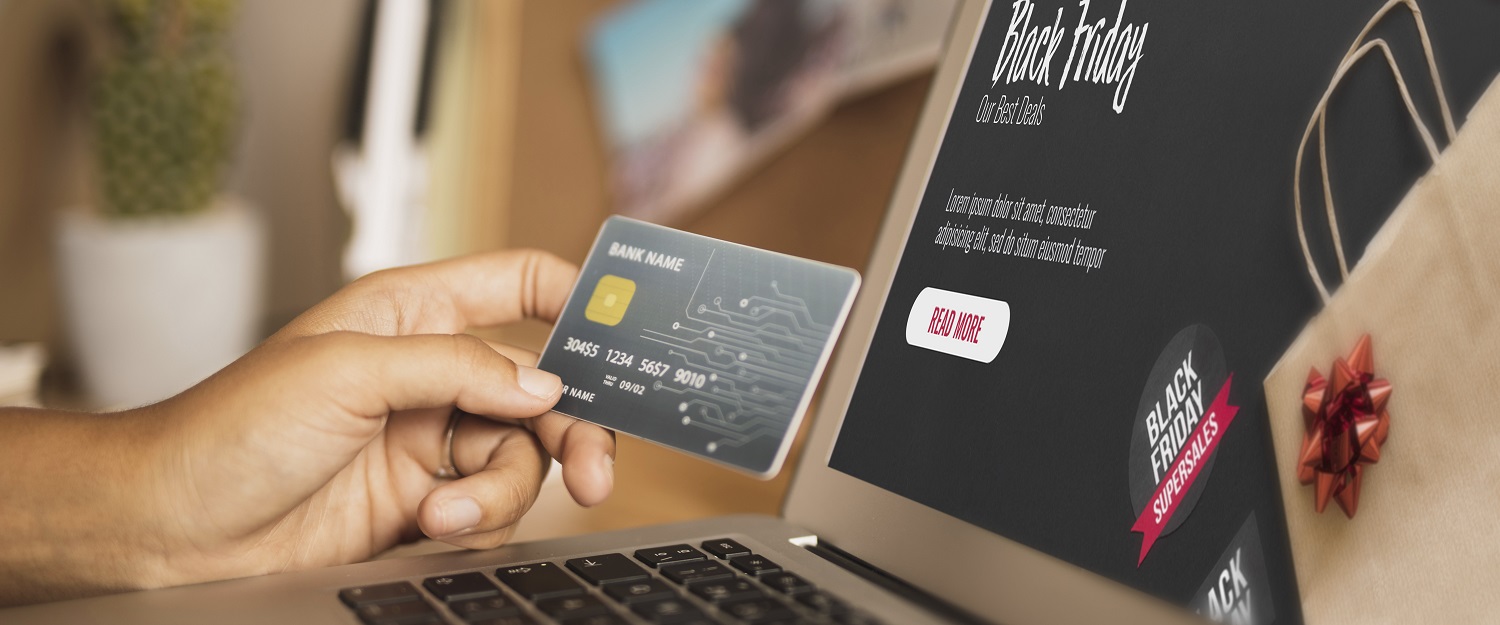 Black Friday
Our Best Deals
Lorem ipsum dolor sit amet, consectetur
adipisicing elit, sed do situm eiusmod tempor
READ MORE
BLACK
FRIDAY
SUPERSALES
ACK
BANK NAME
304$5 1234 56$7 9010
VALID
THRU 09/02
R NAME